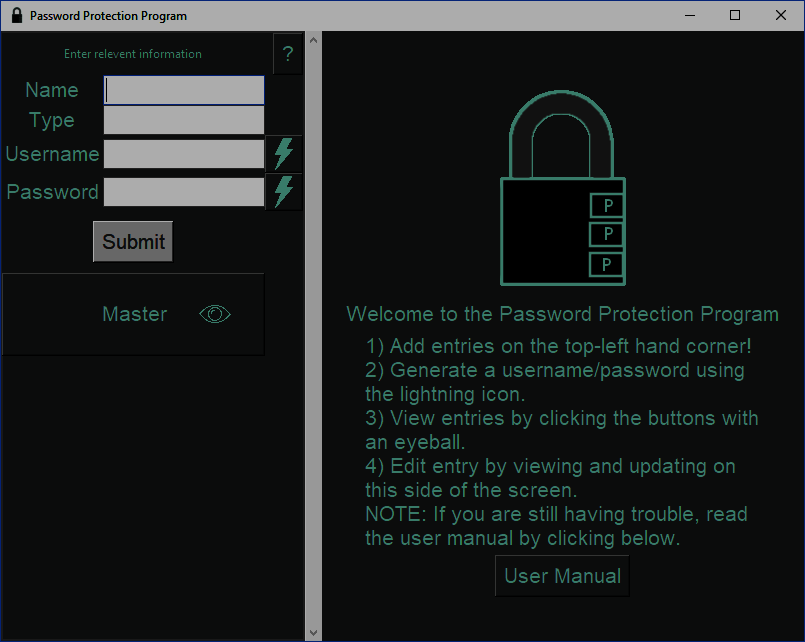 Password Protection Program
Enter relevent information
?
Name
Type
Username
Password
Submit
Master
P
P
P
Welcome to the Password Protection Program
1) Add entries on the top-left hand corner!
2) Generate a username/password using
the lightning icon.
3) View entries by clicking the buttons with
an eyeball.
4) Edit entry by viewing and updating on
this side of the screen.
NOTE: If you are still having trouble, read
the user manual by clicking below.
User Manual